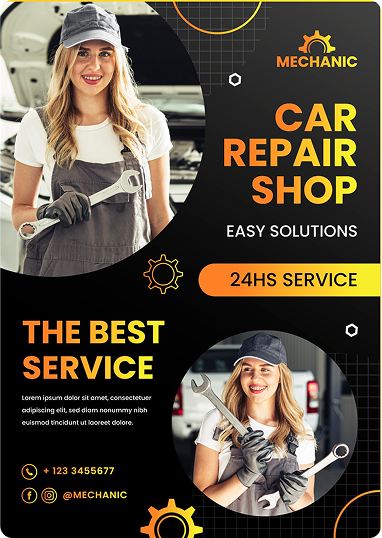 MECHANIC
CAR
REPAIR
SHOP
EASY SOLUTIONS
24HS SERVICE
THE BEST
SERVICE
Lorem ipsum dolor sit amet, consectetuer
adipiscing elit, sed diam nonummy nibh
euismod tincidunt ut laoreet dolore.
+ 123 3455677
@MECHANIC